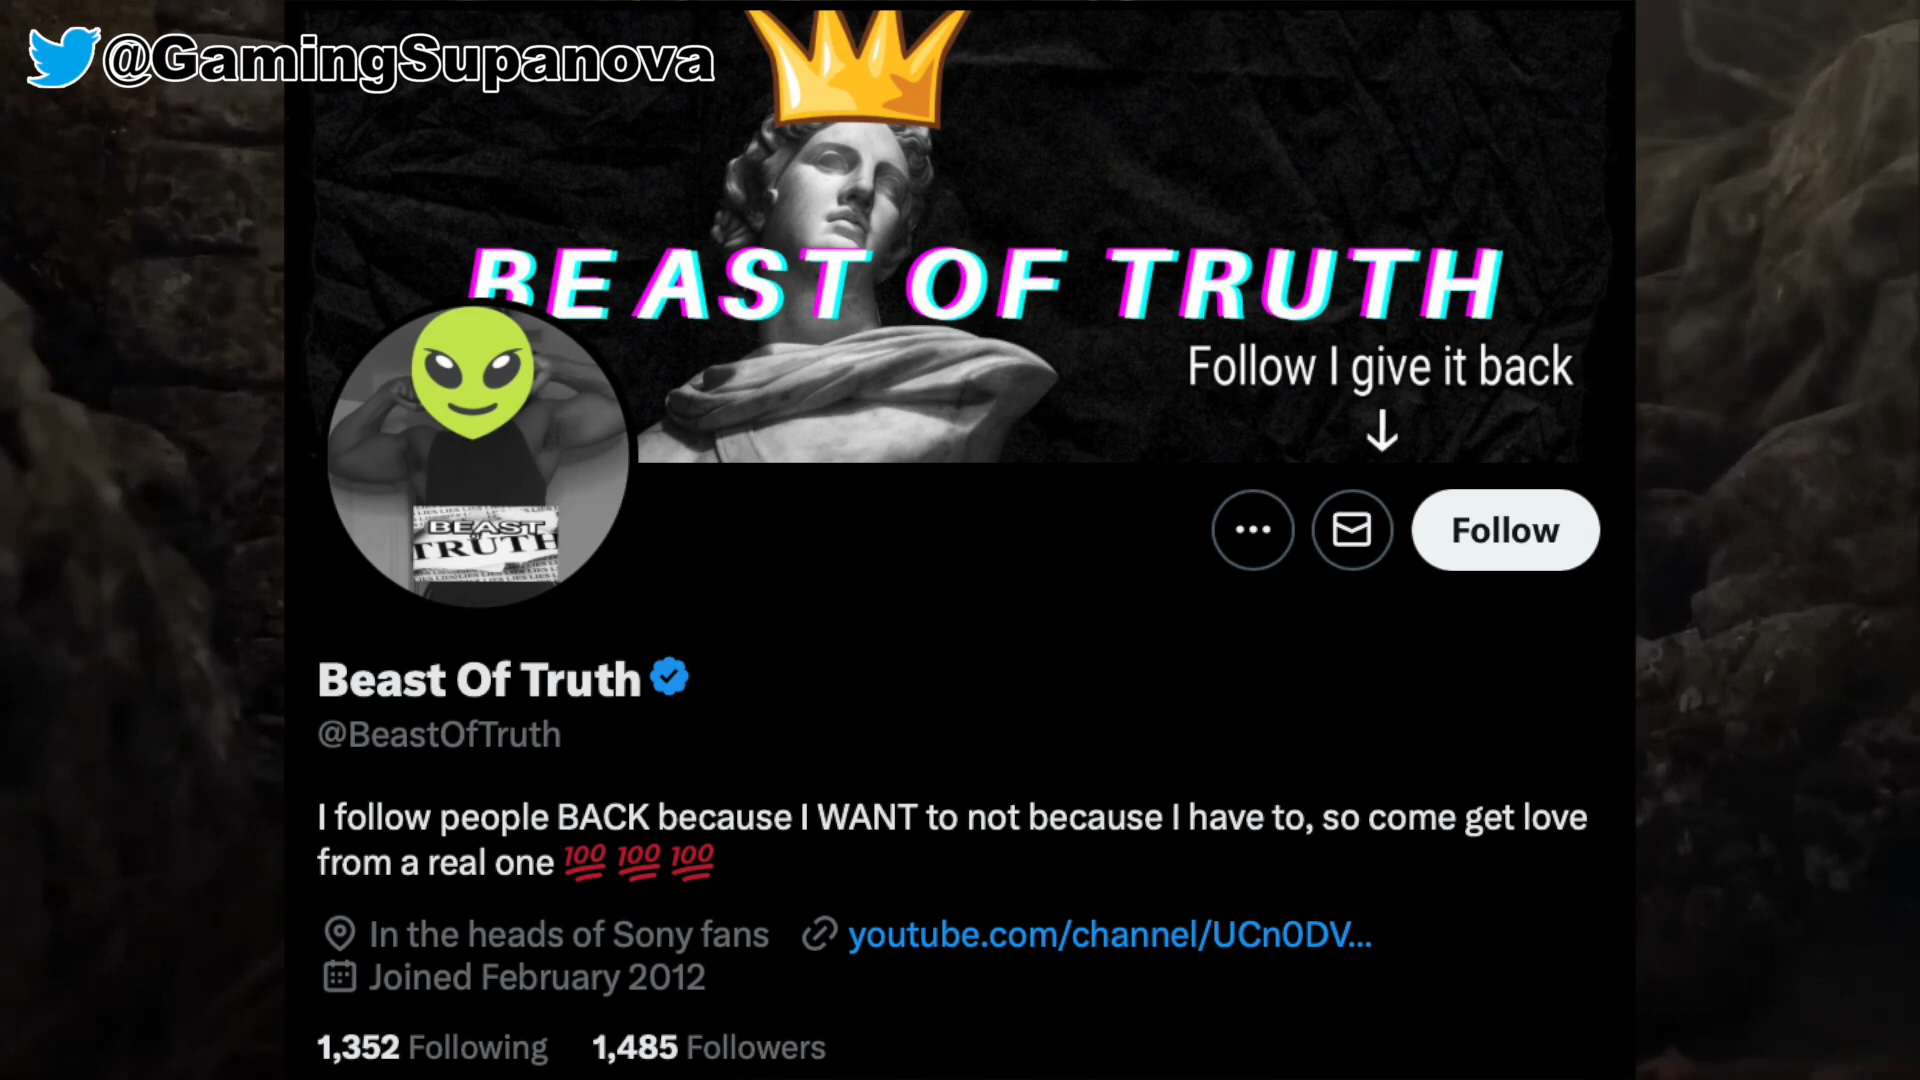 @GamingSupanova
BEAST OF TRUTH
Follow I give it back
BEAST
TRUTH
Follow
Beast Of Truth
@BeastOfTruth
I follow people BACK because I WANT to not because I have to, so come get love
from a real one 💯 💯 💯
In the heads of Sony fans youtube.com/channel/UCn0DV...
Joined February 2012
1,352 Following 1,485 Followers